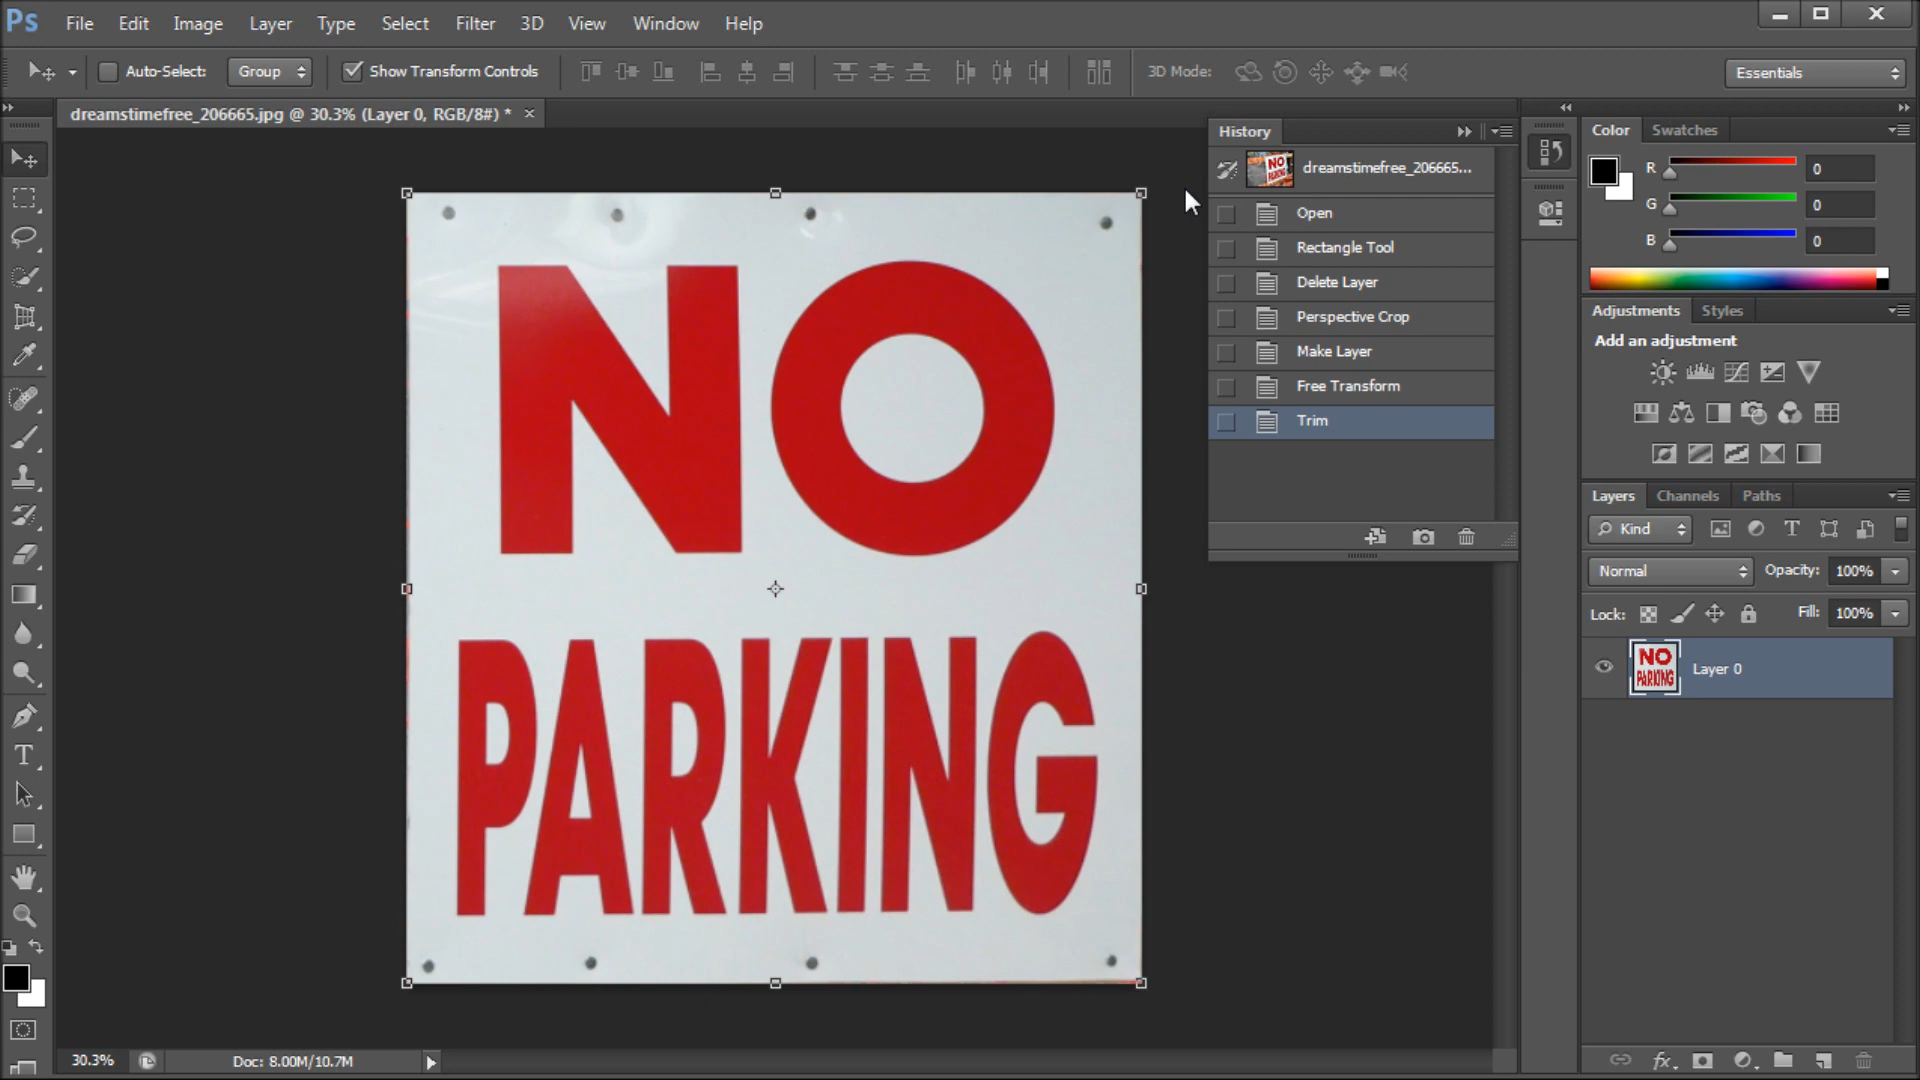 Ps File Edit Image Layer Type Select Filter 3D View Window Help
Auto-Select: Group Show Transform Controls 3D Mode: Essentials
dreamstimefree_206665.jpg @ 30.3% (Layer 0, RGB/8#) * ×
History
dreamstimefree_206665...
Open
Rectangle Tool
Delete Layer
Perspective Crop
Make Layer
Free Transform
Trim
Color Swatches
R 0
G 0
B 0
Adjustments Styles
Add an adjustment
Layers Channels Paths
Kind
Normal Opacity: 100%
Lock: Fill: 100%
NO
PARKING
Layer 0
NO
PARKING
30.3% Doc: 8.00M/10.7M